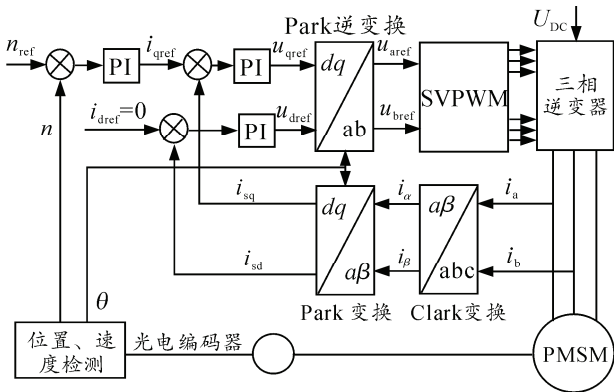 Park逆变换
U_DC
n_ref
i_qref
u_qref
u_aref
PI
PI
dq
SVPWM
三相
逆变器
n
i_dref=0
u_dref
u_bref
PI
ab
i_sq
dq
i_α
aβ
i_a
i_sd
aβ
i_β
abc
i_b
θ
Park 变换
Clark变换
位置、速
度检测
光电编码器
PMSM